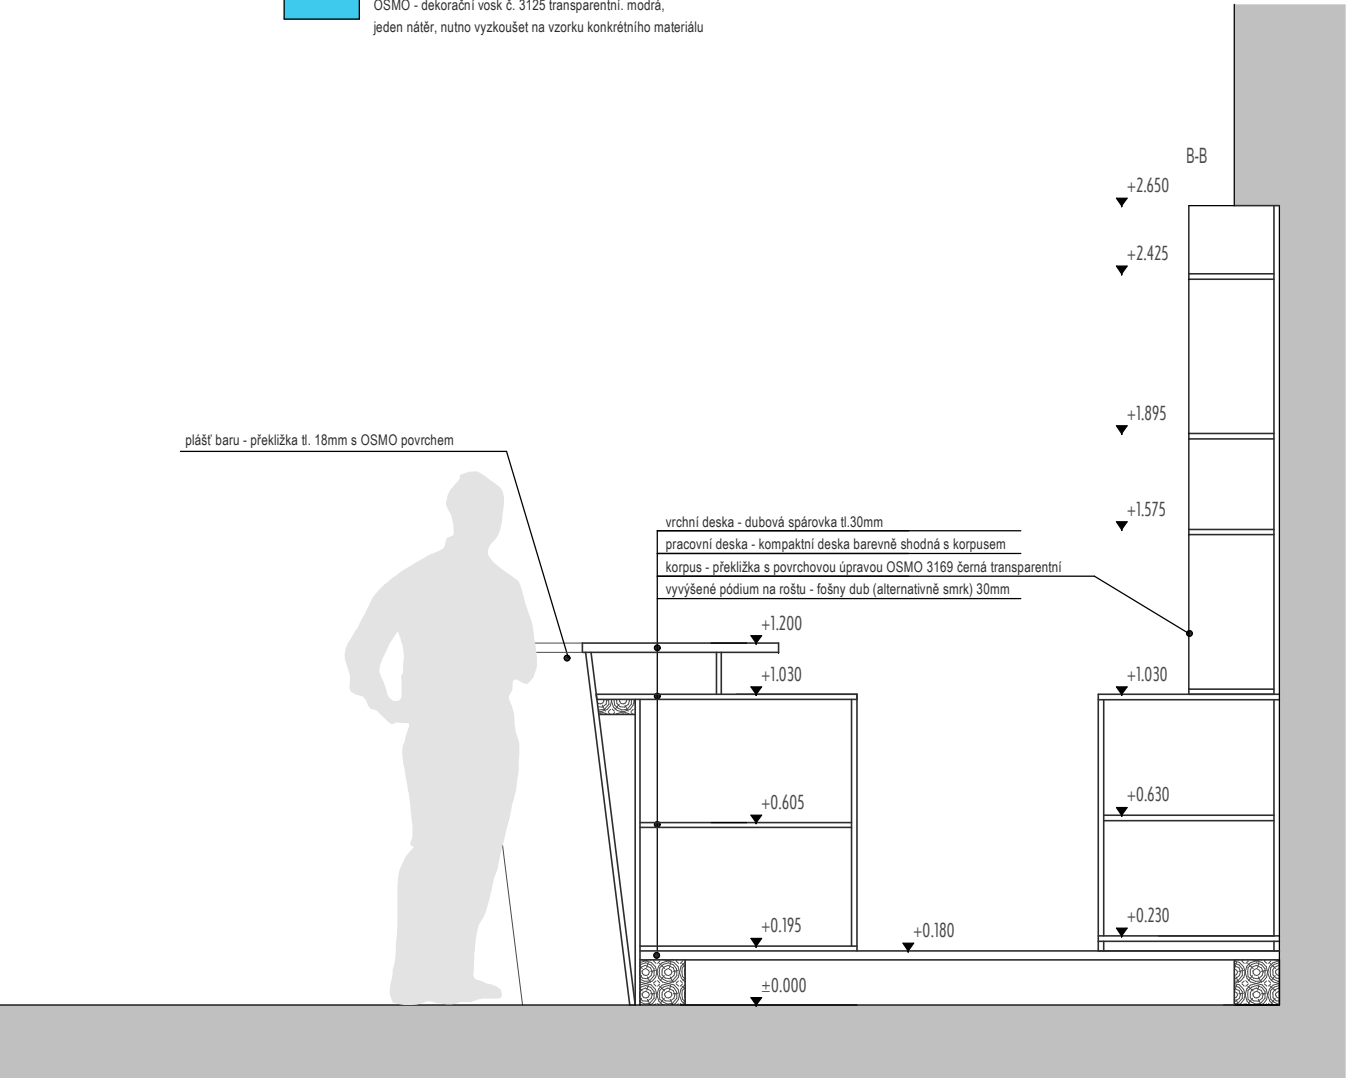 OSMO - dekorační vosk č. 3125 transparentní. modrá,
jeden nátěr, nutno vyzkoušet na vzorku konkrétního materiálu
B-B
+2.650
+2.425
+1.895
+1.575
plášť baru - překližka tl. 18mm s OSMO povrchem
vrchní deska - dubová spárovka tl.30mm
pracovní deska - kompaktní deska barevně shodná s korpusem
korpus - překližka s povrchovou úpravou OSMO 3169 černá transparentní
vyvýšené pódium na roštu - fošny dub (alternativně smrk) 30mm
+1.200
+1.030
+1.030
+0.605
+0.630
+0.195
+0.180
+0.230
±0.000